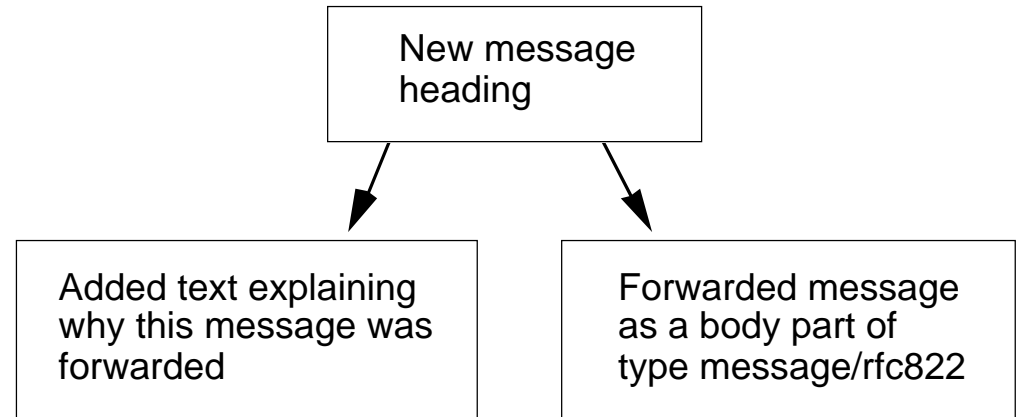 New message
heading
Added text explaining
why this message was
forwarded
Forwarded message
as a body part of
type message/rfc822